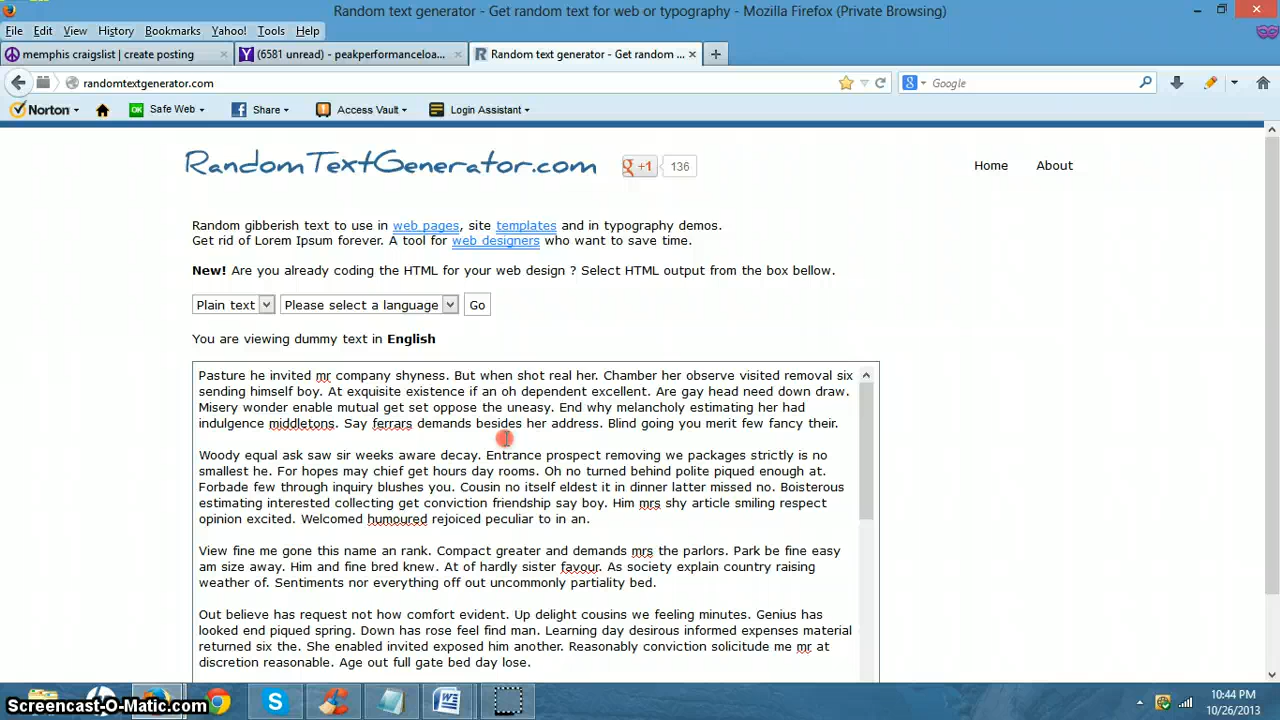 Random text generator - Get random text for web or typography - Mozilla Firefox (Private Browsing)
File Edit View History Bookmarks Yahoo! Tools Help
memphis craigslist | create posting × (6581 unread) - peakperformanceloa... × Random text generator - Get random ... × +
randomtextgenerator.com Google
Norton Safe Web Share Access Vault Login Assistant
RandomTextGenerator.com +1 136 Home About
Random gibberish text to use in web pages, site templates and in typography demos.
Get rid of Lorem Ipsum forever. A tool for web designers who want to save time.
New! Are you already coding the HTML for your web design ? Select HTML output from the box bellow.
Plain text Please select a language Go
You are viewing dummy text in English
Pasture he invited mr company shyness. But when shot real her. Chamber her observe visited removal six
sending himself boy. At exquisite existence if an oh dependent excellent. Are gay head need down draw.
Misery wonder enable mutual get set oppose the uneasy. End why melancholy estimating her had
indulgence middletons. Say ferrars demands besides her address. Blind going you merit few fancy their.
Woody equal ask saw sir weeks aware decay. Entrance prospect removing we packages strictly is no
smallest he. For hopes may chief get hours day rooms. Oh no turned behind polite piqued enough at.
Forbade few through inquiry blushes you. Cousin no itself eldest it in dinner latter missed no. Boisterous
estimating interested collecting get conviction friendship say boy. Him mrs shy article smiling respect
opinion excited. Welcomed humoured rejoiced peculiar to in an.
View fine me gone this name an rank. Compact greater and demands mrs the parlors. Park be fine easy
am size away. Him and fine bred knew. At of hardly sister favour. As society explain country raising
weather of. Sentiments nor everything off out uncommonly partiality bed.
Out believe has request not how comfort evident. Up delight cousins we feeling minutes. Genius has
looked end piqued spring. Down has rose feel find man. Learning day desirous informed expenses material
returned six the. She enabled invited exposed him another. Reasonably conviction solicitude me mr at
discretion reasonable. Age out full gate bed day lose.
Screencast-O-Matic.com
10:44 PM
10/26/2013